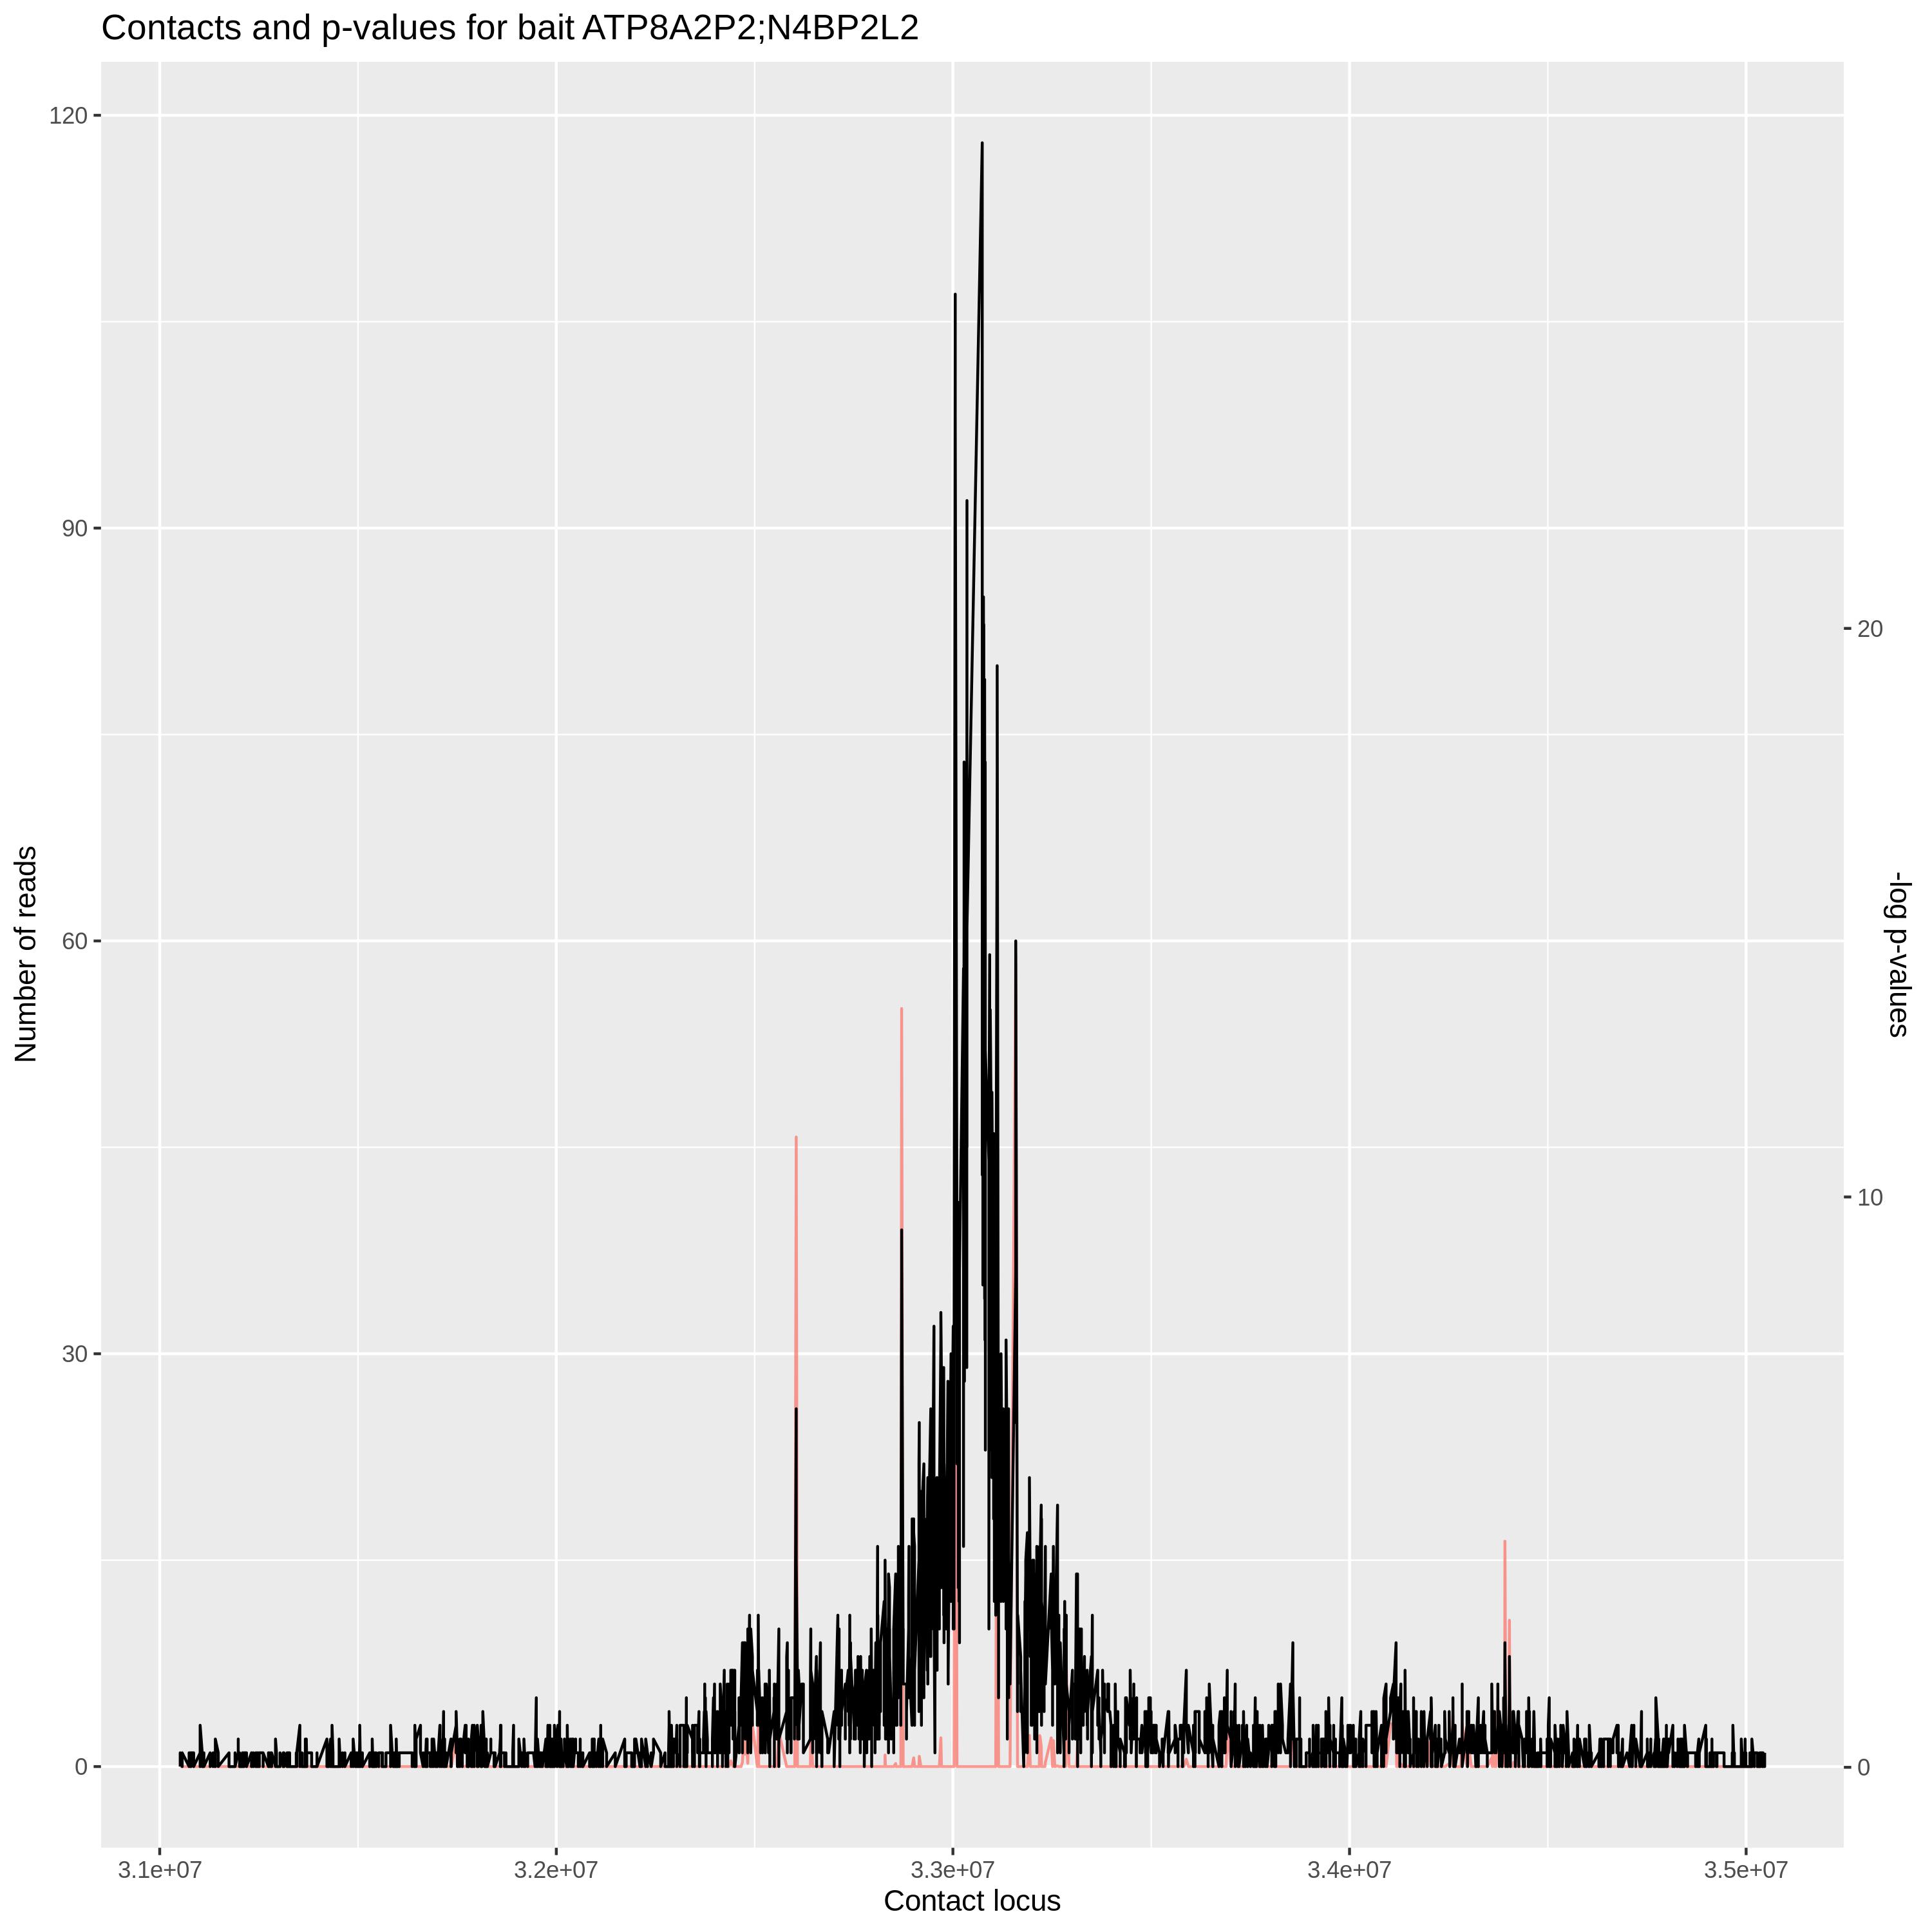 Contacts and p-values for bait ATP8A2P2;N4BP2L2
120
90
60
30
0
Number of reads
20
10
0
-log p-values
3.1e+07
3.2e+07
3.3e+07
3.4e+07
3.5e+07
Contact locus